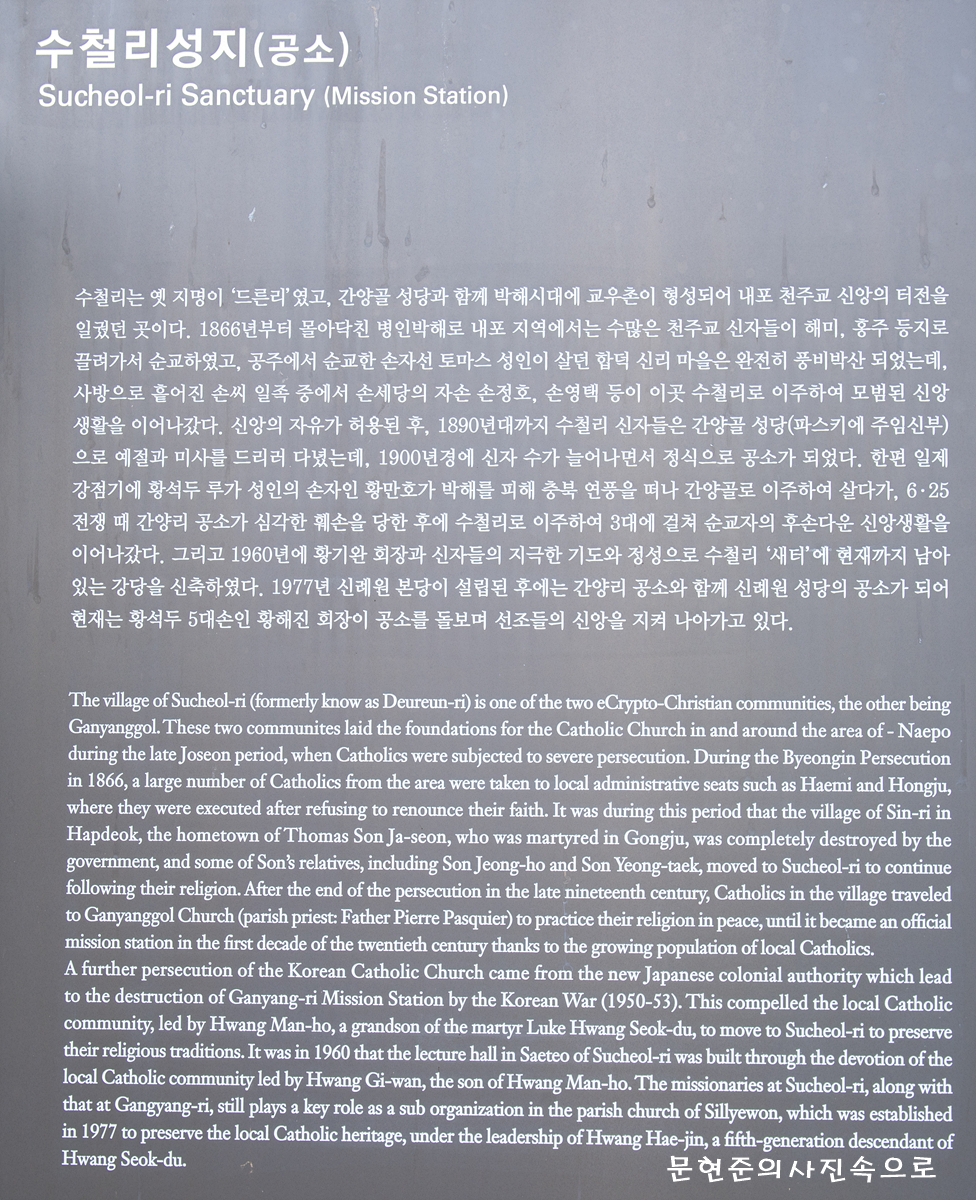 수철리성지(공소)
Sucheol-ri Sanctuary (Mission Station)
수철리는 옛 지명이 ‘드른리’였고, 간양골 성당과 함께 박해시대에 교우촌이 형성되어 내포 천주교 신앙의 터전을
일궜던 곳이다. 1866년부터 몰아닥친 병인박해로 내포 지역에서는 수많은 천주교 신자들이 해미, 홍주 등지로
끌려가서 순교하였고, 공주에서 순교한 손자선 토마스 성인이 살던 합덕 신리 마을은 완전히 풍비박산 되었는데,
사방으로 흩어진 손씨 일족 중에서 손세당의 자손 손정호, 손영택 등이 이곳 수철리로 이주하여 모범된 신앙
생활을 이어나갔다. 신앙의 자유가 허용된 후, 1890년대까지 수철리 신자들은 간양골 성당(파스키에 주임신부)
으로 예절과 미사를 드리러 다녔는데, 1900년경에 신자 수가 늘어나면서 정식으로 공소가 되었다. 한편 일제
강점기에 황석두 루가 성인의 손자인 황만호가 박해를 피해 충북 연풍을 떠나 간양골로 이주하여 살다가, 6·25
전쟁 때 간양리 공소가 심각한 훼손을 당한 후에 수철리로 이주하여 3대에 걸쳐 순교자의 후손다운 신앙생활을
이어나갔다. 그리고 1960년에 황기완 회장과 신자들의 지극한 기도와 정성으로 수철리 ‘새터’에 현재까지 남아
있는 강당을 신축하였다. 1977년 신례원 본당이 설립된 후에는 간양리 공소와 함께 신례원 성당의 공소가 되어
현재는 황석두 5대손인 황해진 회장이 공소를 돌보며 선조들의 신앙을 지켜 나아가고 있다.
The village of Sucheol-ri (formerly know as Deureun-ri) is one of the two eCrypto-Christian communities, the other being
Ganyanggol. These two communites laid the foundations for the Catholic Church in and around the area of - Naepo
during the late Joseon period, when Catholics were subjected to severe persecution. During the Byeongin Persecution
in 1866, a large number of Catholics from the area were taken to local administrative seats such as Haemi and Hongju,
where they were executed after refusing to renounce their faith. It was during this period that the village of Sin-ri in
Hapdeok, the hometown of Thomas Son Ja-seon, who was martyred in Gongju, was completely destroyed by the
government, and some of Son’s relatives, including Son Jeong-ho and Son Yeong-taek, moved to Sucheol-ri to continue
following their religion. After the end of the persecution in the late nineteenth century, Catholics in the village traveled
to Ganyanggol Church (parish priest: Father Pierre Pasquier) to practice their religion in peace, until it became an official
mission station in the first decade of the twentieth century thanks to the growing population of local Catholics.
A further persecution of the Korean Catholic Church came from the new Japanese colonial authority which lead
to the destruction of Ganyang-ri Mission Station by the Korean War (1950-53). This compelled the local Catholic
community, led by Hwang Man-ho, a grandson of the martyr Luke Hwang Seok-du, to move to Sucheol-ri to preserve
their religious traditions. It was in 1960 that the lecture hall in Saeteo of Sucheol-ri was built through the devotion of the
local Catholic community led by Hwang Gi-wan, the son of Hwang Man-ho. The missionaries at Sucheol-ri, along with
that at Gangyang-ri, still plays a key role as a sub organization in the parish church of Sillyewon, which was established
in 1977 to preserve the local Catholic heritage, under the leadership of Hwang Hae-jin, a fifth-generation descendant of
Hwang Seok-du.
문현준의사진속으로